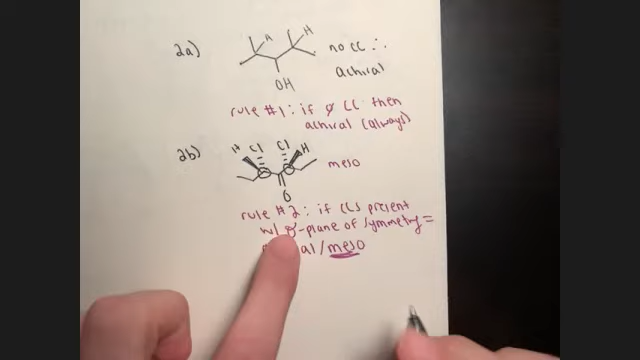 2a)
H H
no CC ∴
achiral
OH
rule #1: if ∅ CC then
achiral (always)
2b)
H Cl Cl H
meso
O
rule #2: if CCs present
w/ σ-plane of symmetry =
al/meso